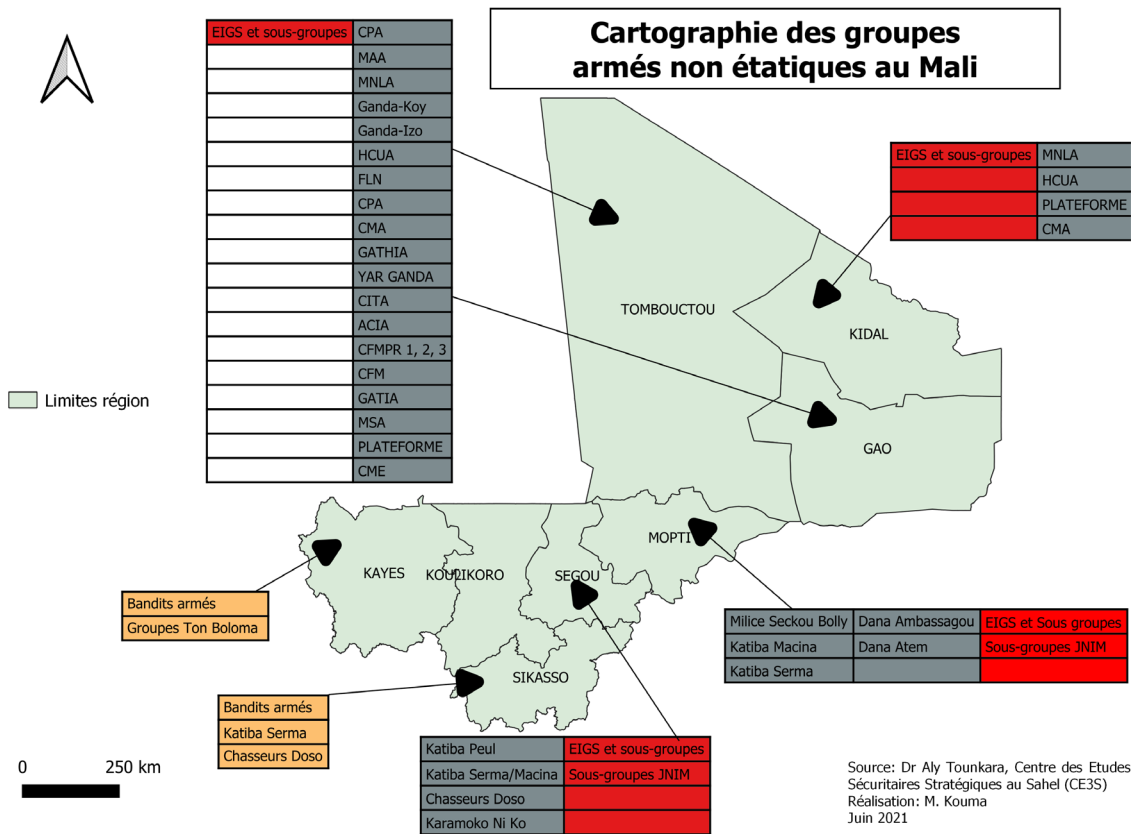 Cartographie des groupes
armés non étatiques au Mali
EIGS et sous-groupes CPA
MAA
MNLA
Ganda-Koy
Ganda-Izo
HCUA
FLN
CPA
CMA
GATHIA
YAR GANDA
CITA
ACIA
CFMPR 1, 2, 3
CFM
GATIA
MSA
PLATEFORME
CME
EIGS et sous-groupes MNLA
HCUA
PLATEFORME
CMA
TOMBOUCTOU
KIDAL
GAO
Limites région
MOPTI
KAYES
KOULIKORO
SEGOU
SIKASSO
Bandits armés
Groupes Ton Boloma
Milice Seckou Bolly Dana Ambassagou EIGS et Sous groupes
Katiba Macina Dana Atem Sous-groupes JNIM
Katiba Serma
Bandits armés
Katiba Serma
Chasseurs Doso
Katiba Peul EIGS et sous-groupes
Katiba Serma/Macina Sous-groupes JNIM
Chasseurs Doso
Karamoko Ni Ko
0 250 km
Source: Dr Aly Tounkara, Centre des Etudes
Sécuritaires Stratégiques au Sahel (CE3S)
Réalisation: M. Kouma
Juin 2021